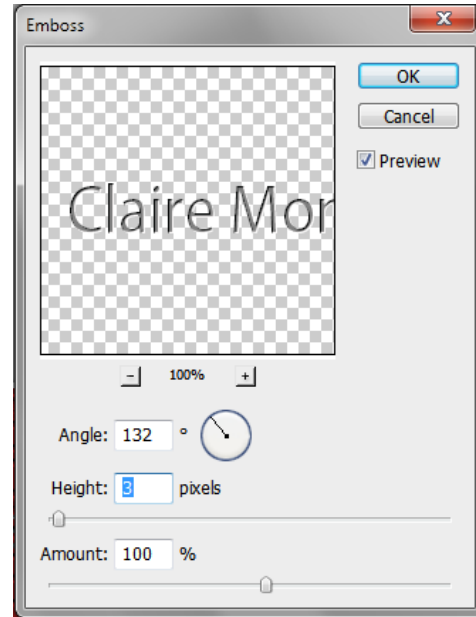 Emboss
OK
Cancel
Preview
Claire Mor
- 100% +
Angle: 132 °
Height: 3 pixels
Amount: 100 %